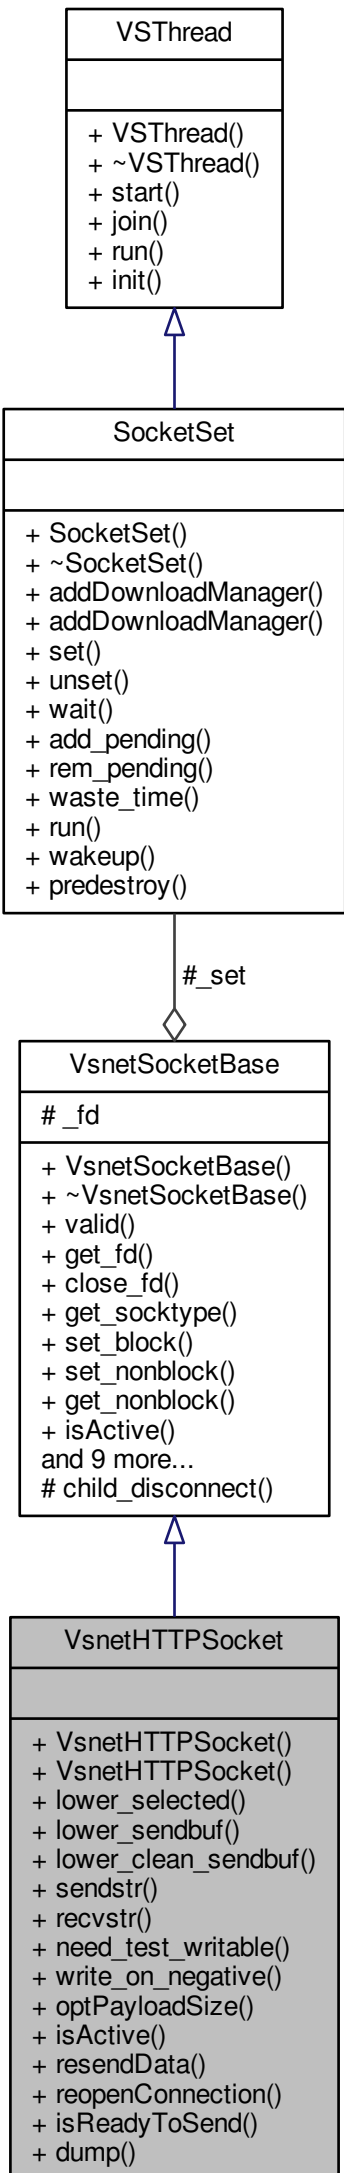 VSThread
+ VSThread()
+ ~VSThread()
+ start()
+ join()
+ run()
+ init()
SocketSet
+ SocketSet()
+ ~SocketSet()
+ addDownloadManager()
+ addDownloadManager()
+ set()
+ unset()
+ wait()
+ add_pending()
+ rem_pending()
+ waste_time()
+ run()
+ wakeup()
+ predestroy()
#_set
VsnetSocketBase
# _fd
+ VsnetSocketBase()
+ ~VsnetSocketBase()
+ valid()
+ get_fd()
+ close_fd()
+ get_socktype()
+ set_block()
+ set_nonblock()
+ get_nonblock()
+ isActive()
and 9 more...
# child_disconnect()
VsnetHTTPSocket
+ VsnetHTTPSocket()
+ VsnetHTTPSocket()
+ lower_selected()
+ lower_sendbuf()
+ lower_clean_sendbuf()
+ sendstr()
+ recvstr()
+ need_test_writable()
+ write_on_negative()
+ optPayloadSize()
+ isActive()
+ resendData()
+ reopenConnection()
+ isReadyToSend()
+ dump()